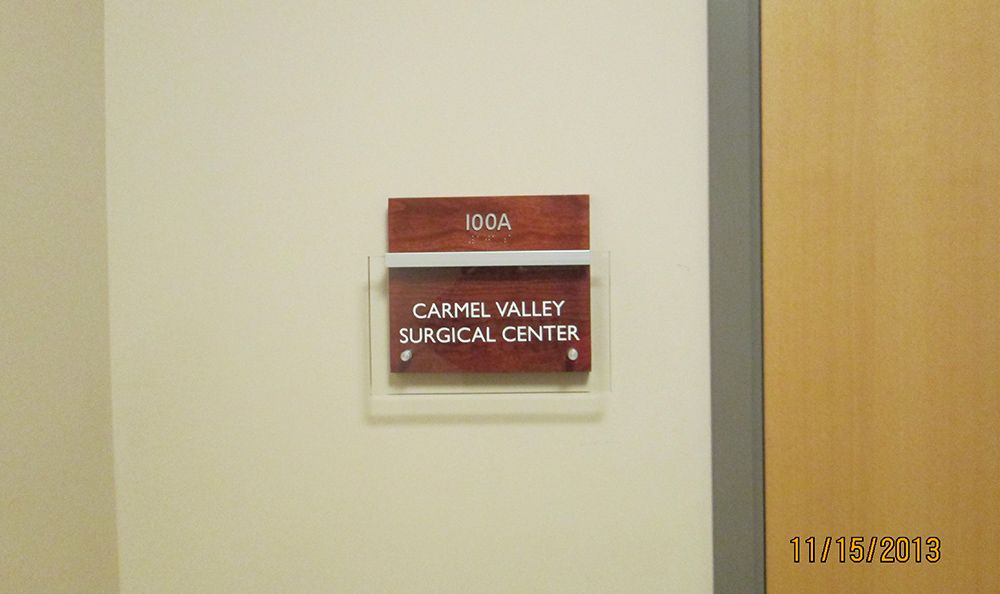 100A
CARMEL VALLEY
SURGICAL CENTER
11/15/2013